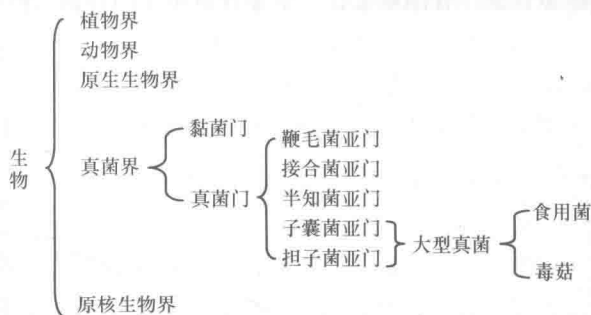 植物界
动物界
原生生物界
生物
真菌界
黏菌门
真菌门
鞭毛菌亚门
接合菌亚门
半知菌亚门
子囊菌亚门
担子菌亚门
大型真菌
食用菌
毒菇
原核生物界